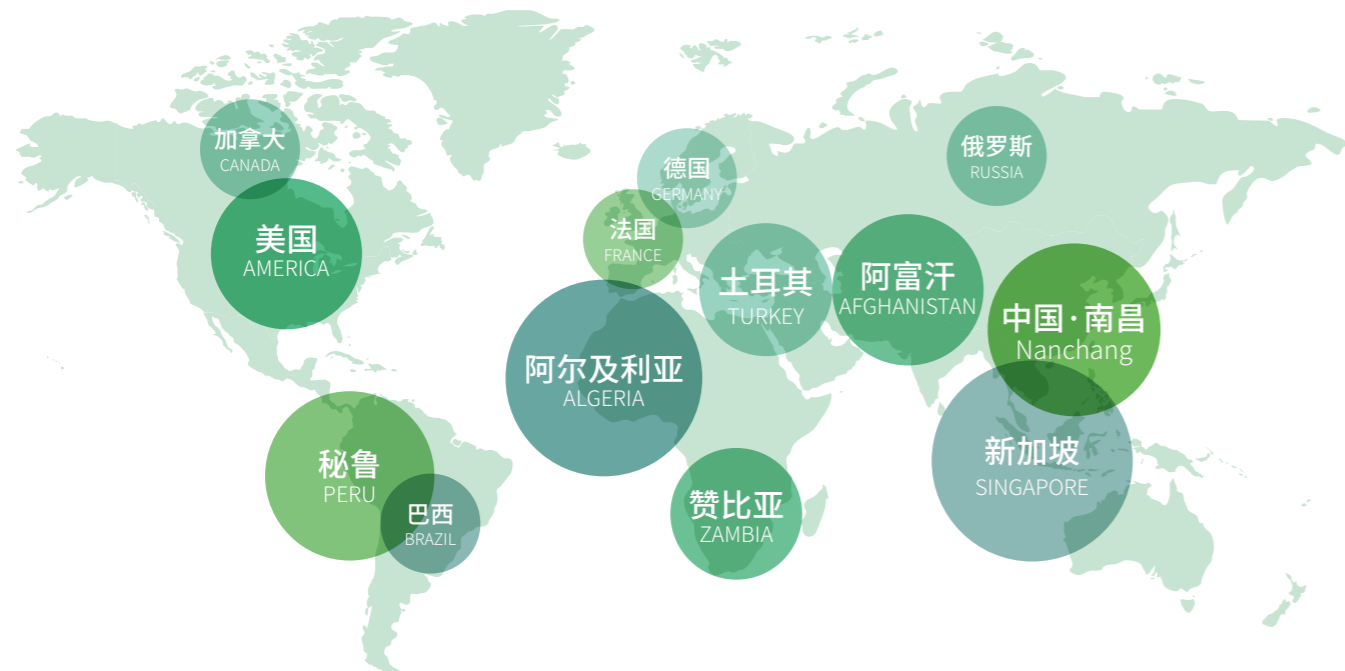 加拿大
CANADA
美国
AMERICA
德国
GERMANY
法国
FRANCE
俄罗斯
RUSSIA
土耳其
TURKEY
阿富汗
AFGHANISTAN
中国·南昌
Nanchang
阿尔及利亚
ALGERIA
新加坡
SINGAPORE
秘鲁
PERU
巴西
BRAZIL
赞比亚
ZAMBIA